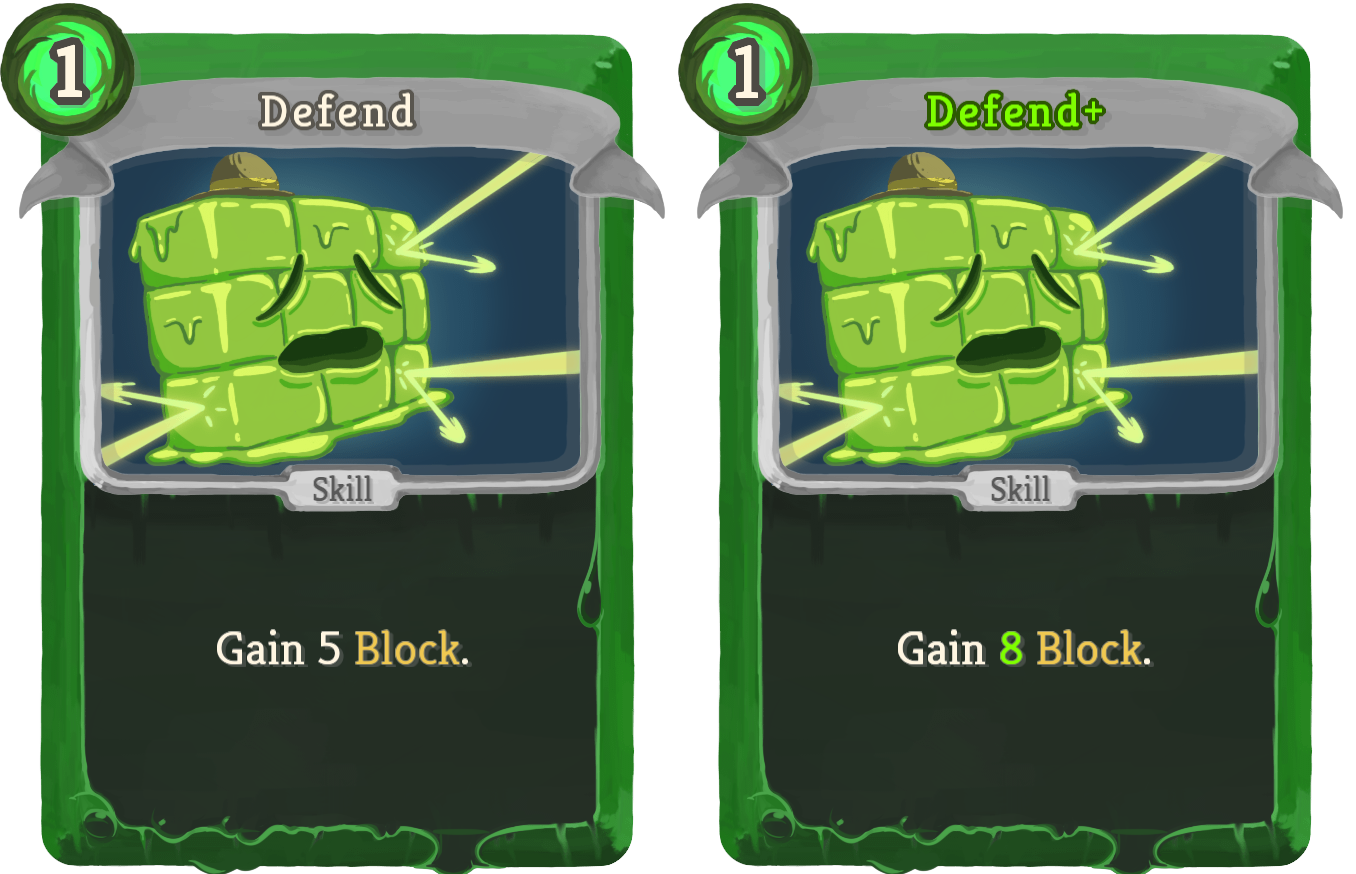 1
Defend
Skill
Gain 5 Block.
1
Defend+
Skill
Gain 8 Block.